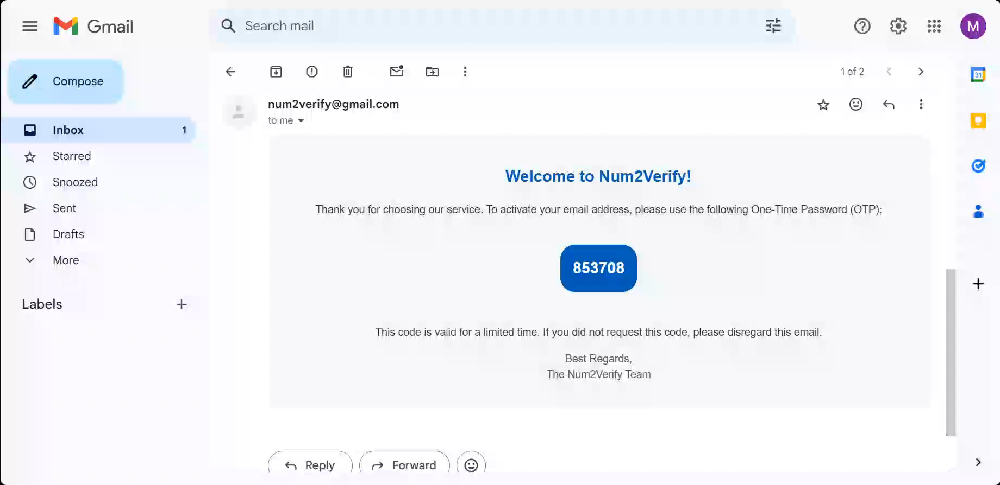 Gmail
Search mail
M
Compose
1 of 2
31
num2verify@gmail.com
to me
Inbox 1
Starred
Snoozed
Sent
Drafts
More
Labels
Welcome to Num2Verify!
Thank you for choosing our service. To activate your email address, please use the following One-Time Password (OTP):
853708
This code is valid for a limited time. If you did not request this code, please disregard this email.
Best Regards,
The Num2Verify Team
Reply
Forward